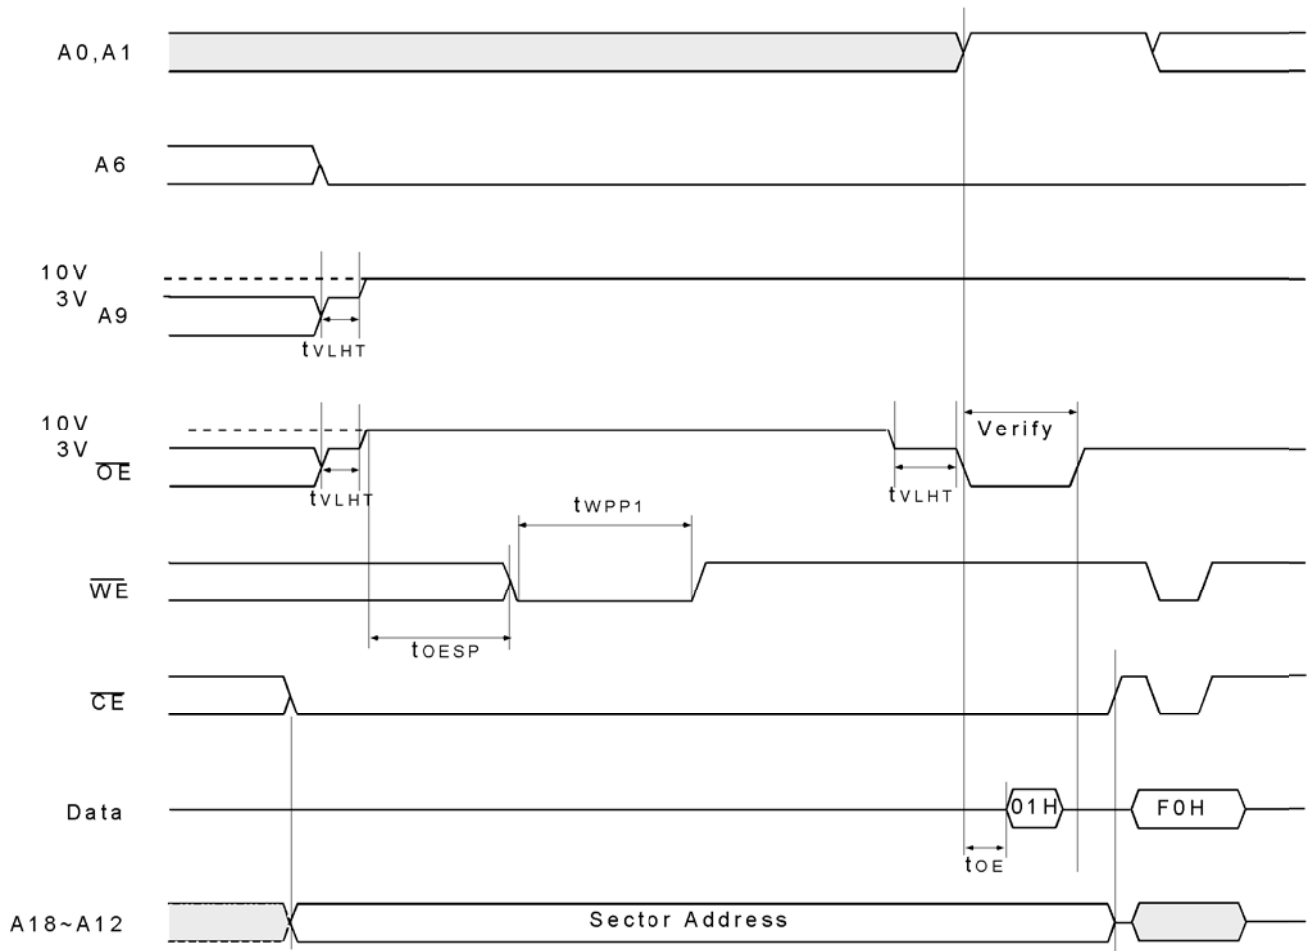 A0,A1
A6
10V
3V
A9
tVLHT
10V
3V
Verify
OE
tVLHT
tVLHT
tWPP1
WE
tOESP
CE
01H
F0H
Data
tOE
Sector Address
A18~A12